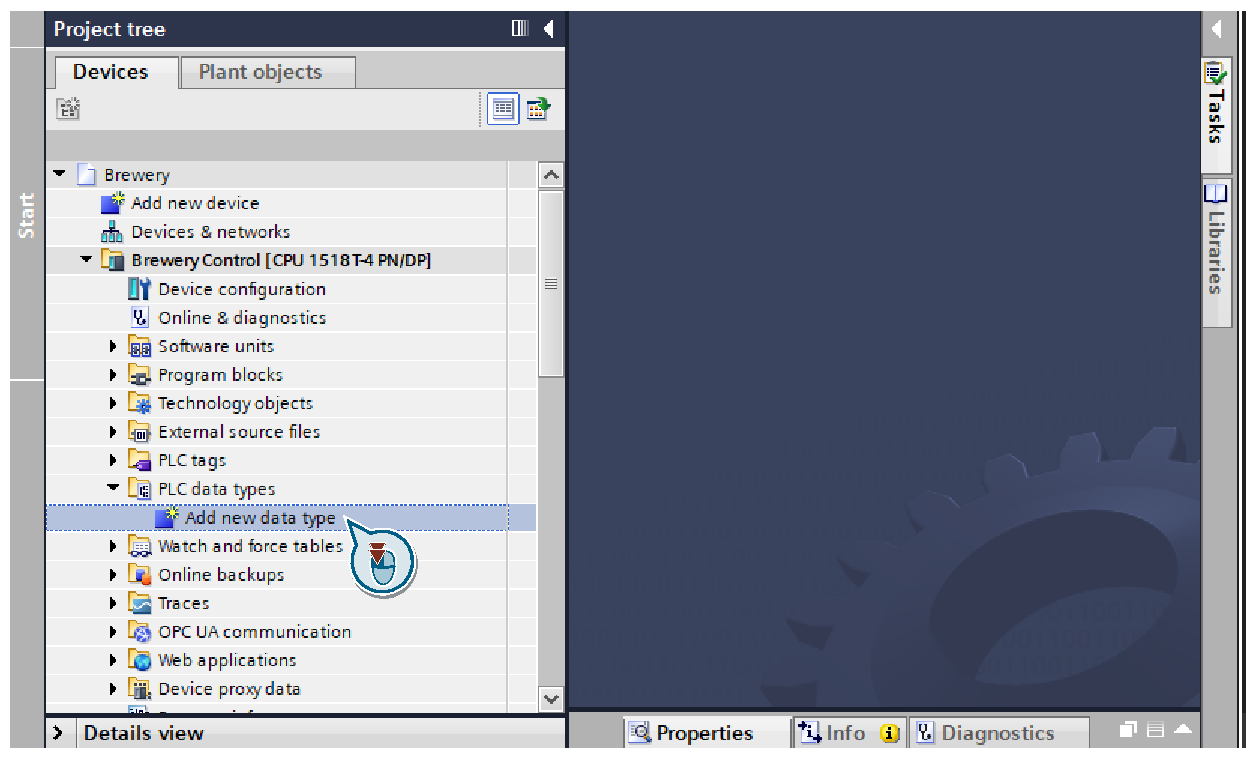 Project tree
Devices
Plant objects
Start
Brewery
Add new device
Devices & networks
Brewery Control [CPU 1518T-4 PN/DP]
Device configuration
Online & diagnostics
Software units
Program blocks
Technology objects
External source files
PLC tags
PLC data types
Add new data type
Watch and force tables
Online backups
Traces
OPC UA communication
Web applications
Device proxy data
Details view
Properties
Info
Diagnostics
Tasks
Libraries